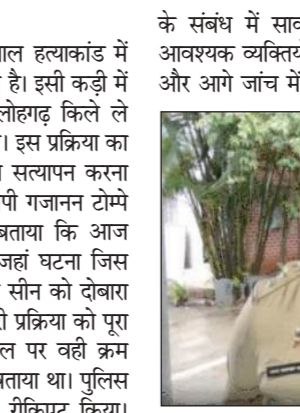 ाल हत्याकांड में
है। इसी कड़ी में
लोहगढ़ किले ले
। इस प्रक्रिया का
सत्यापन करना
पी गजानन टोम्पे
बताया कि आज
जहां घटना जिस
सीन को दोबारा
ी प्रक्रिया को पूरा
ल पर वही क्रम
बताया था। पुलिस
रीक्रिएट किया।
के संबंध में
आवश्यक
और आगे जांच में